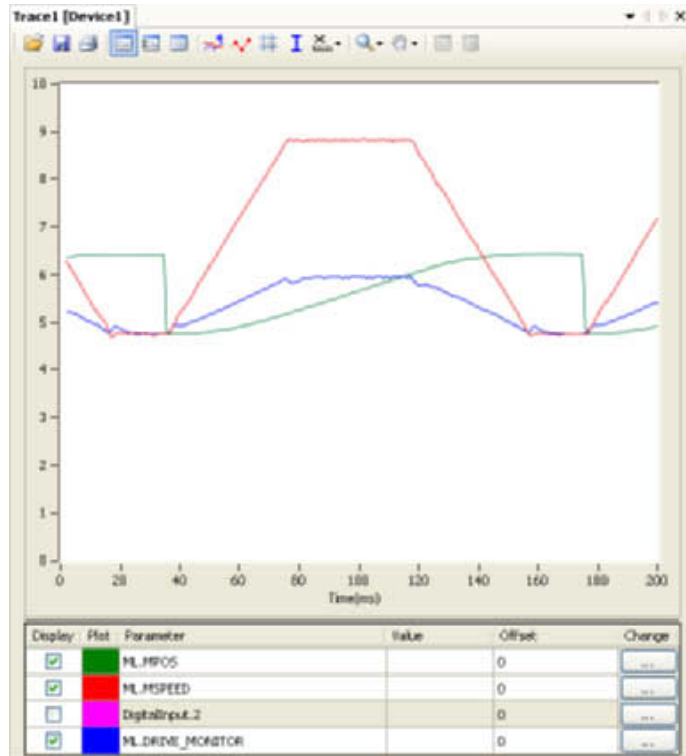 Trace1 [Device1]
10
9
8
7
6
5
4
3
2
1
0
0 20 40 60 80 100 120 140 160 180 200
Time(ms)
Display Plot Parameter Value Offset Change
ML.MPOS 0 ...
ML.MSPEED 0 ...
DigitalInput.2 0 ...
ML.DRIVE_MONITOR 0 ...